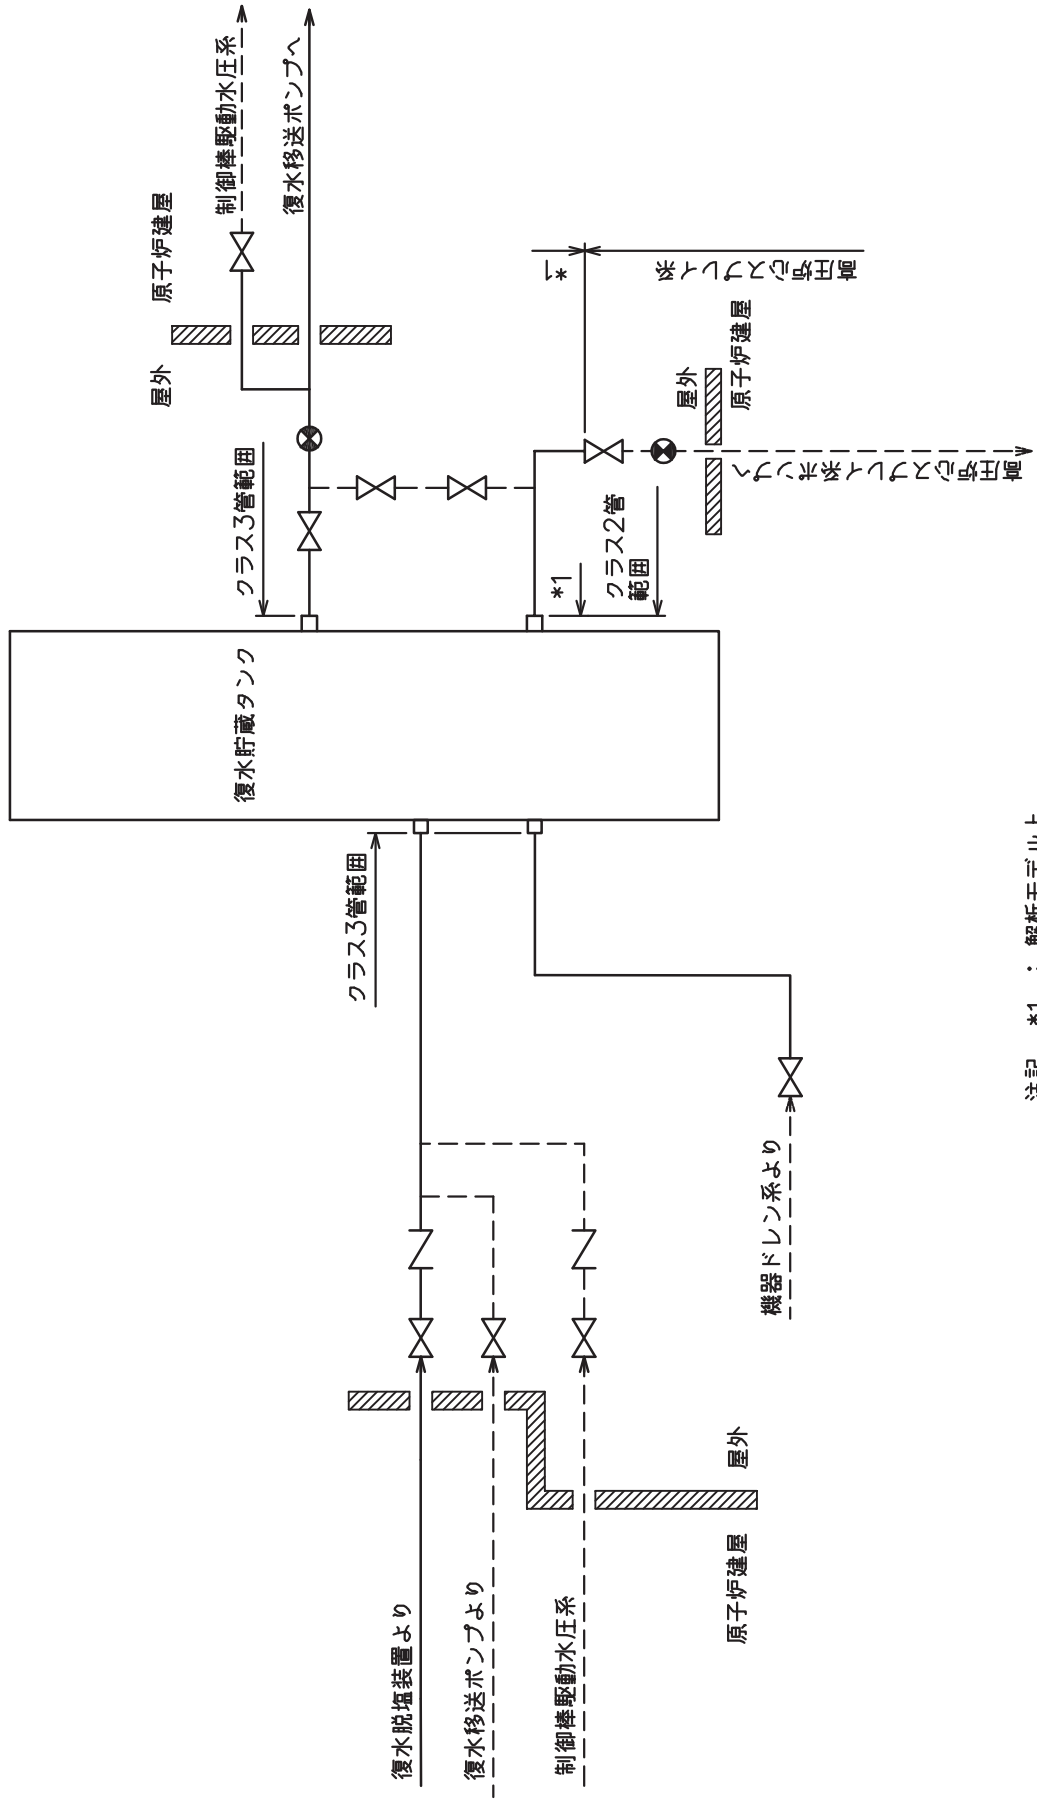 復水脱塩装置より
復水移送ポンプより
制御棒駆動水圧系
原子炉建屋
屋外
機器ドレン系より
クラス3管範囲
復水貯蔵タンク
クラス3管範囲
屋外
原子炉建屋
制御棒駆動水圧系
復水移送ポンプへ
*1
クラス2管
範囲
*1
高圧炉心スプレイ系
屋外
原子炉建屋
高圧炉心スプレイ系ポンプへ
注記 *1 : 解析モデル上